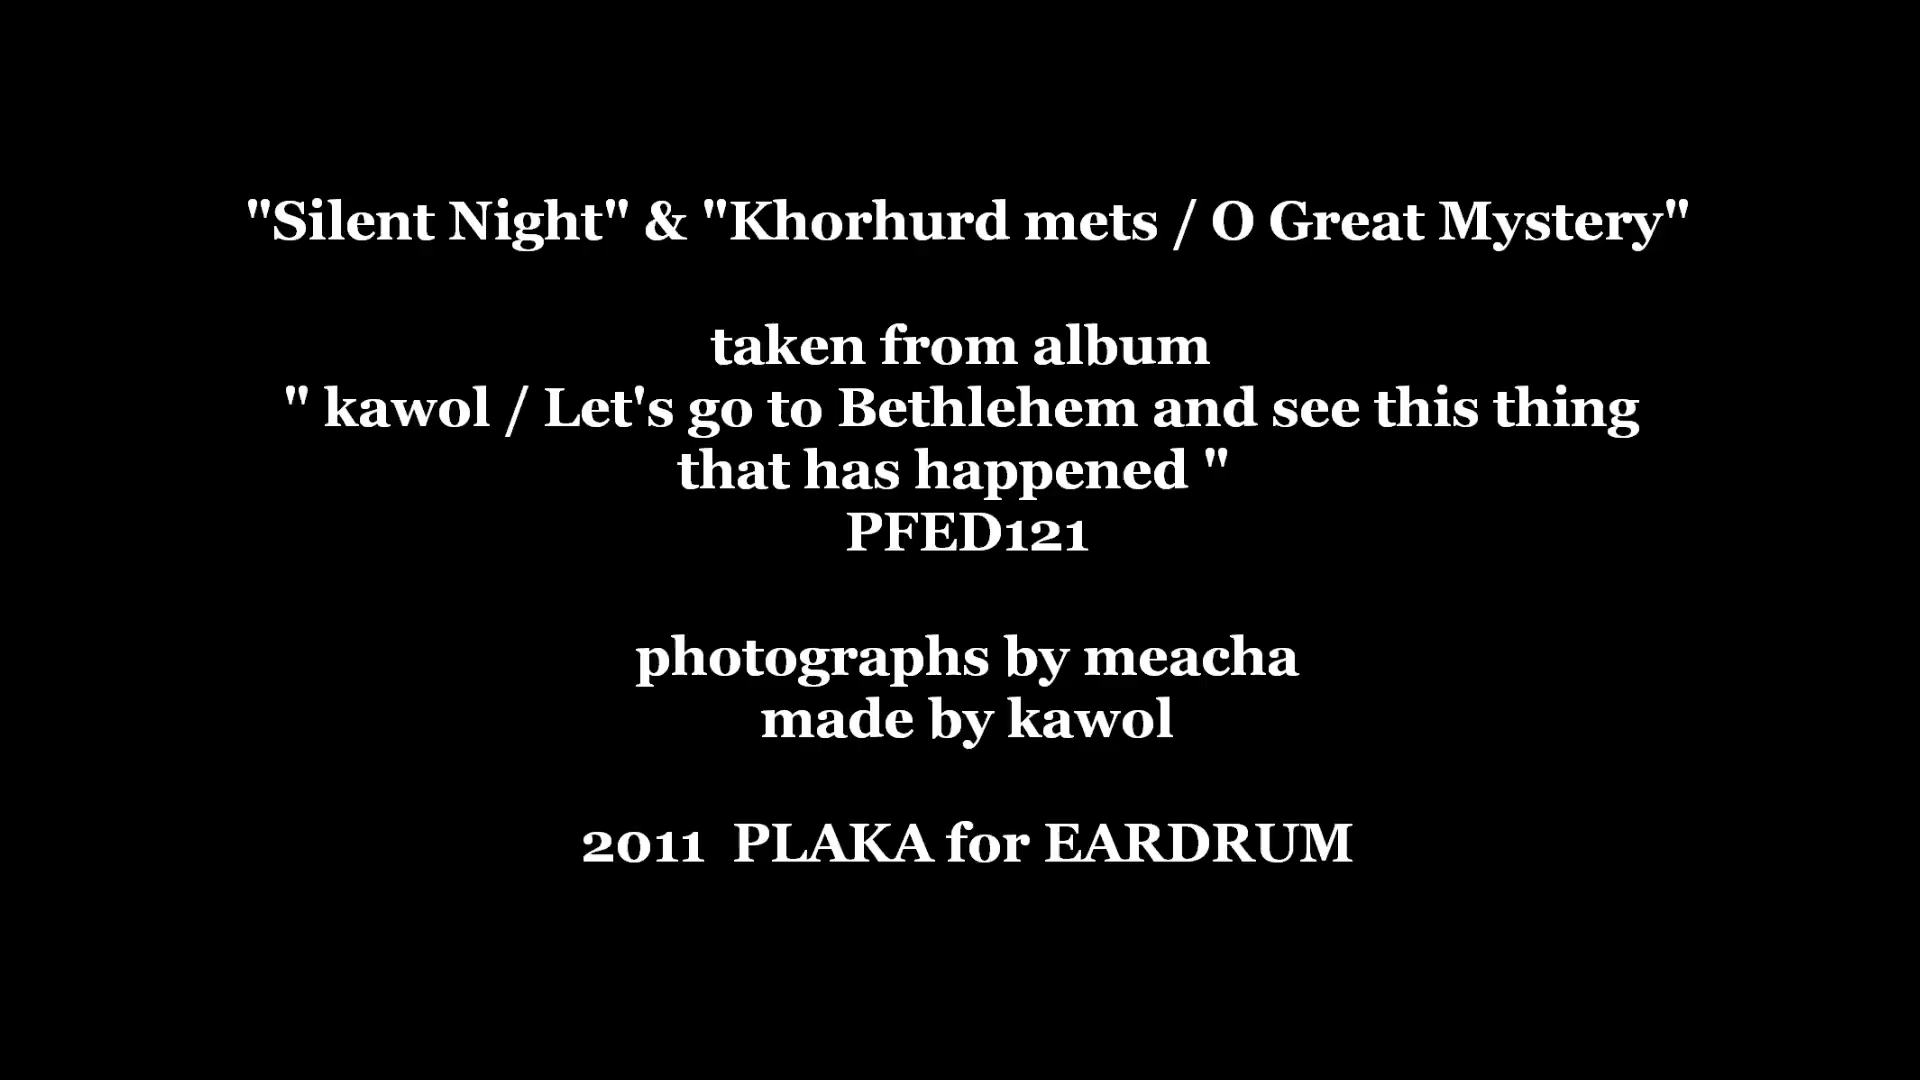 "Silent Night" & "Khorhurd mets / O Great Mystery"
taken from album
" kawol / Let's go to Bethlehem and see this thing
that has happened "
PFED121
photographs by meacha
made by kawol
2011  PLAKA for EARDRUM